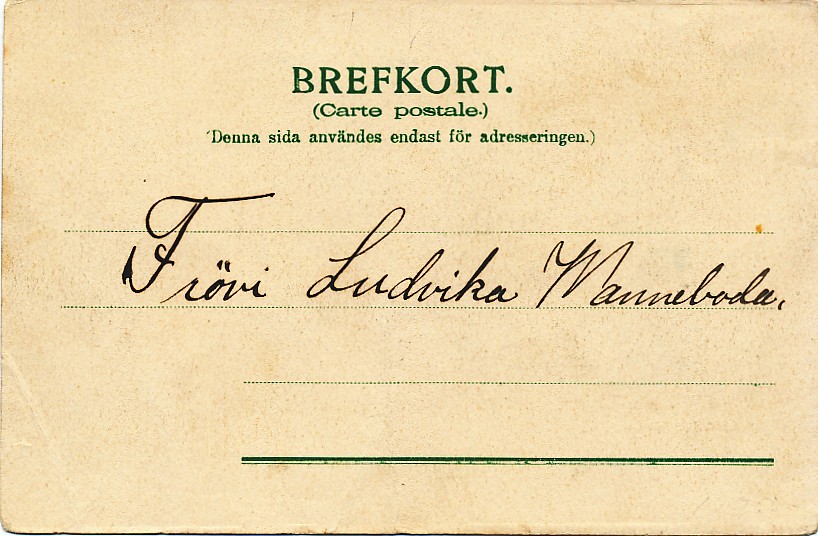 BREFKORT.
(Carte postale.)
(Denna sida användes endast för adresseringen.)
Frövi Ludvika Wanneboda,